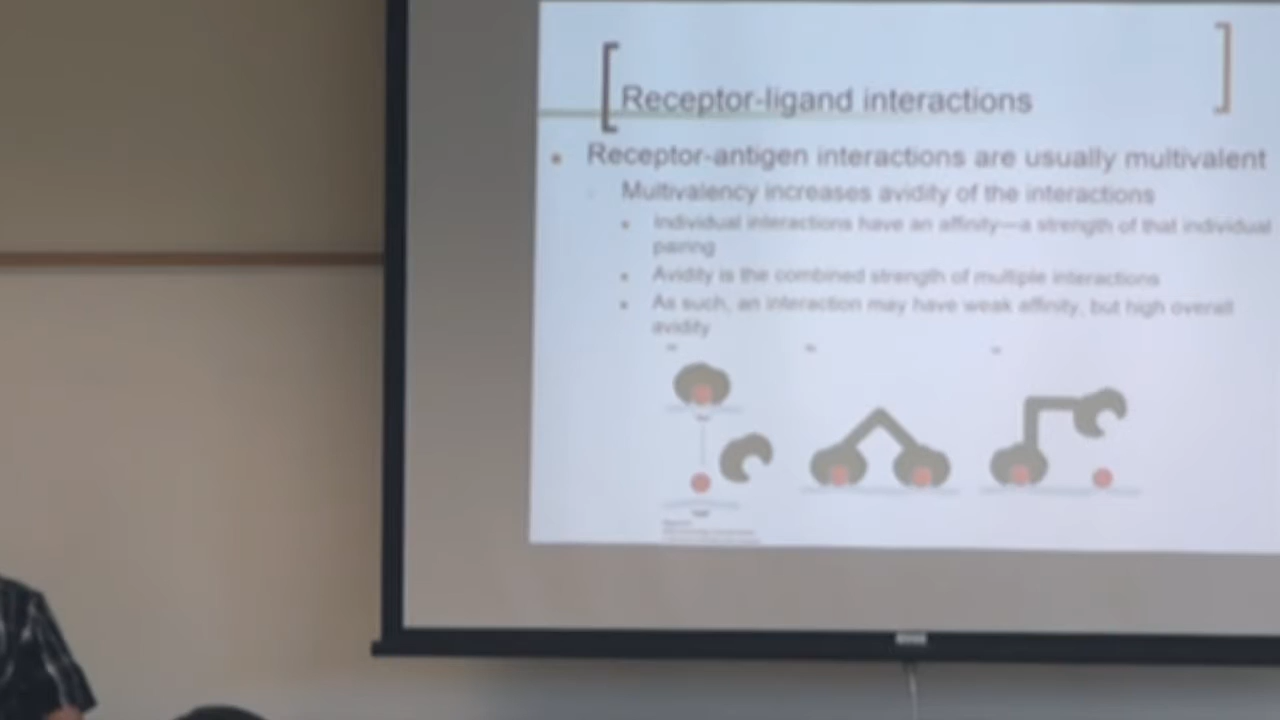 Receptor-ligand interactions
Receptor-antigen interactions are usually multivalent
Multivalency increases avidity of the interactions
Individual interactions have an affinity—a strength of that individual
pairing
Avidity is the combined strength of multiple interactions
As such, an interaction may have weak affinity, but high overall
avidity